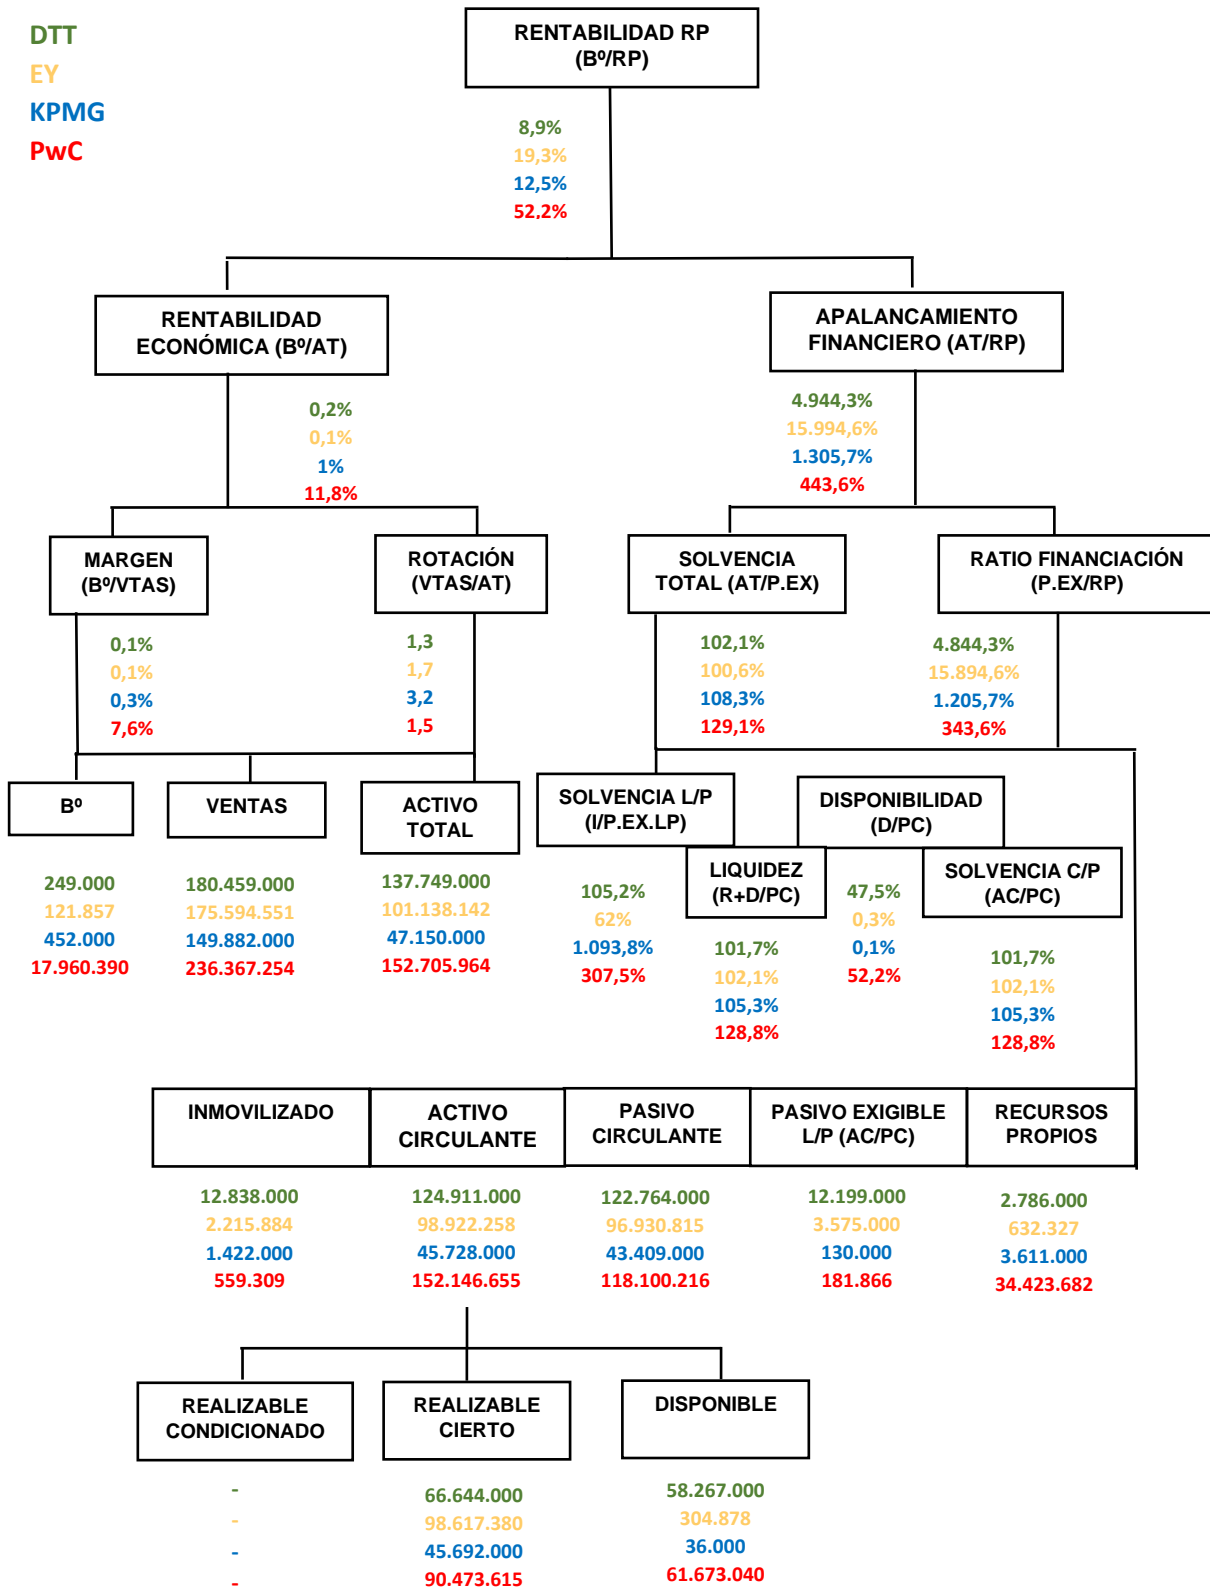 DTT
EY
KPMG
PwC
RENTABILIDAD RP
(Bº/RP)
8,9%
19,3%
12,5%
52,2%
RENTABILIDAD
ECONÓMICA (Bº/AT)
APALANCAMIENTO
FINANCIERO (AT/RP)
0,2%
0,1%
1%
11,8%
4.944,3%
15.994,6%
1.305,7%
443,6%
MARGEN
(Bº/VTAS)
ROTACIÓN
(VTAS/AT)
SOLVENCIA
TOTAL (AT/P.EX)
RATIO FINANCIACIÓN
(P.EX/RP)
0,1%
0,1%
0,3%
7,6%
1,3
1,7
3,2
1,5
102,1%
100,6%
108,3%
129,1%
4.844,3%
15.894,6%
1.205,7%
343,6%
Bº
VENTAS
ACTIVO
TOTAL
SOLVENCIA L/P
(I/P.EX.LP)
DISPONIBILIDAD
(D/PC)
LIQUIDEZ
(R+D/PC)
SOLVENCIA C/P
(AC/PC)
249.000
121.857
452.000
17.960.390
180.459.000
175.594.551
149.882.000
236.367.254
137.749.000
101.138.142
47.150.000
152.705.964
105,2%
62%
1.093,8%
307,5%
101,7%
102,1%
105,3%
128,8%
47,5%
0,3%
0,1%
52,2%
101,7%
102,1%
105,3%
128,8%
INMOVILIZADO
ACTIVO
CIRCULANTE
PASIVO
CIRCULANTE
PASIVO EXIGIBLE
L/P (AC/PC)
RECURSOS
PROPIOS
12.838.000
2.215.884
1.422.000
559.309
124.911.000
98.922.258
45.728.000
152.146.655
122.764.000
96.930.815
43.409.000
118.100.216
12.199.000
3.575.000
130.000
181.866
2.786.000
632.327
3.611.000
34.423.682
REALIZABLE
CONDICIONADO
REALIZABLE
CIERTO
DISPONIBLE
-
-
-
-
66.644.000
98.617.380
45.692.000
90.473.615
58.267.000
304.878
36.000
61.673.040